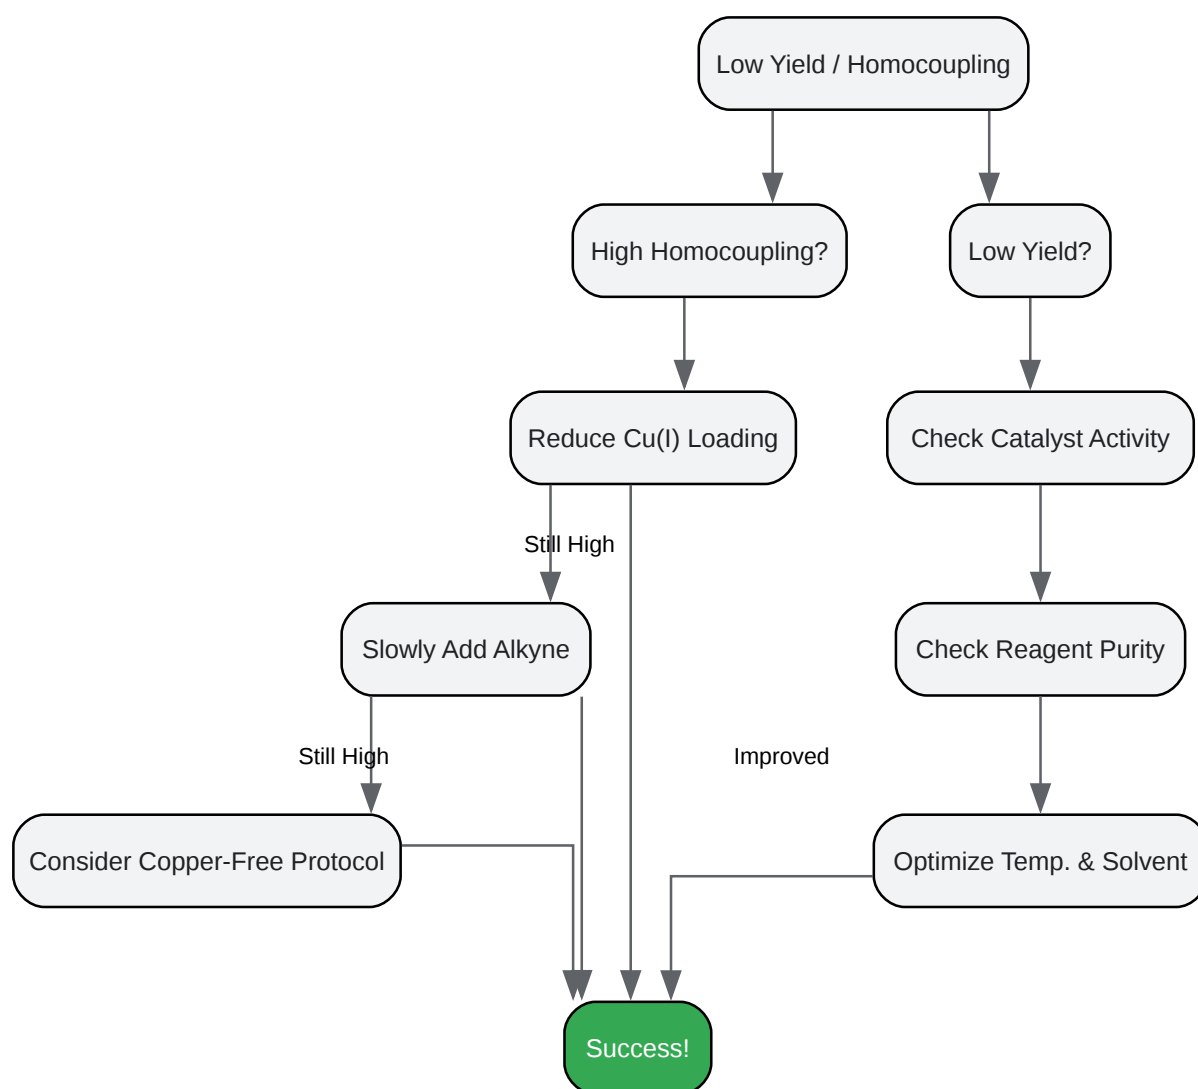 Low Yield / Homocoupling
High Homocoupling?
Low Yield?
Reduce Cu(I) Loading
Check Catalyst Activity
Still High
Slowly Add Alkyne
Check Reagent Purity
Still High
Improved
Consider Copper-Free Protocol
Optimize Temp. & Solvent
Success!